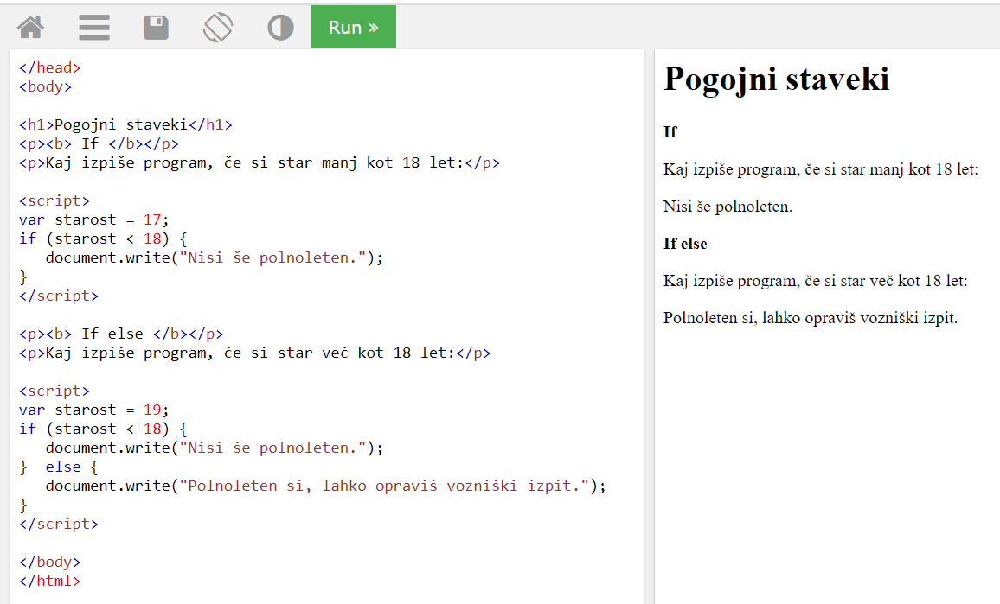 Run »
</head>
<body>
<h1>Pogojni staveki</h1>
<p><b> If </b></p>
<p>Kaj izpiše program, če si star manj kot 18 let:</p>
<script>
var starost = 17;
if (starost < 18) {
   document.write("Nisi še polnoleten.");
}
</script>
<p><b> If else </b></p>
<p>Kaj izpiše program, če si star več kot 18 let:</p>
<script>
var starost = 19;
if (starost < 18) {
   document.write("Nisi še polnoleten.");
}  else {
   document.write("Polnoleten si, lahko opraviš vozniški izpit.");
}
</script>
</body>
</html>
Pogojni staveki
If
Kaj izpiše program, če si star manj kot 18 let:
Nisi še polnoleten.
If else
Kaj izpiše program, če si star več kot 18 let:
Polnoleten si, lahko opraviš vozniški izpit.